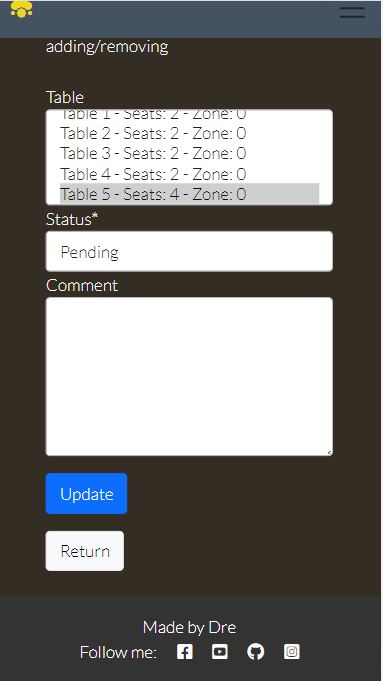 adding/removing
Table
Table 1 - Seats: 2 - Zone: 0
Table 2 - Seats: 2 - Zone: 0
Table 3 - Seats: 2 - Zone: 0
Table 4 - Seats: 2 - Zone: 0
Table 5 - Seats: 4 - Zone: 0
Status*
Pending
Comment
Update
Return
Made by Dre
Follow me: